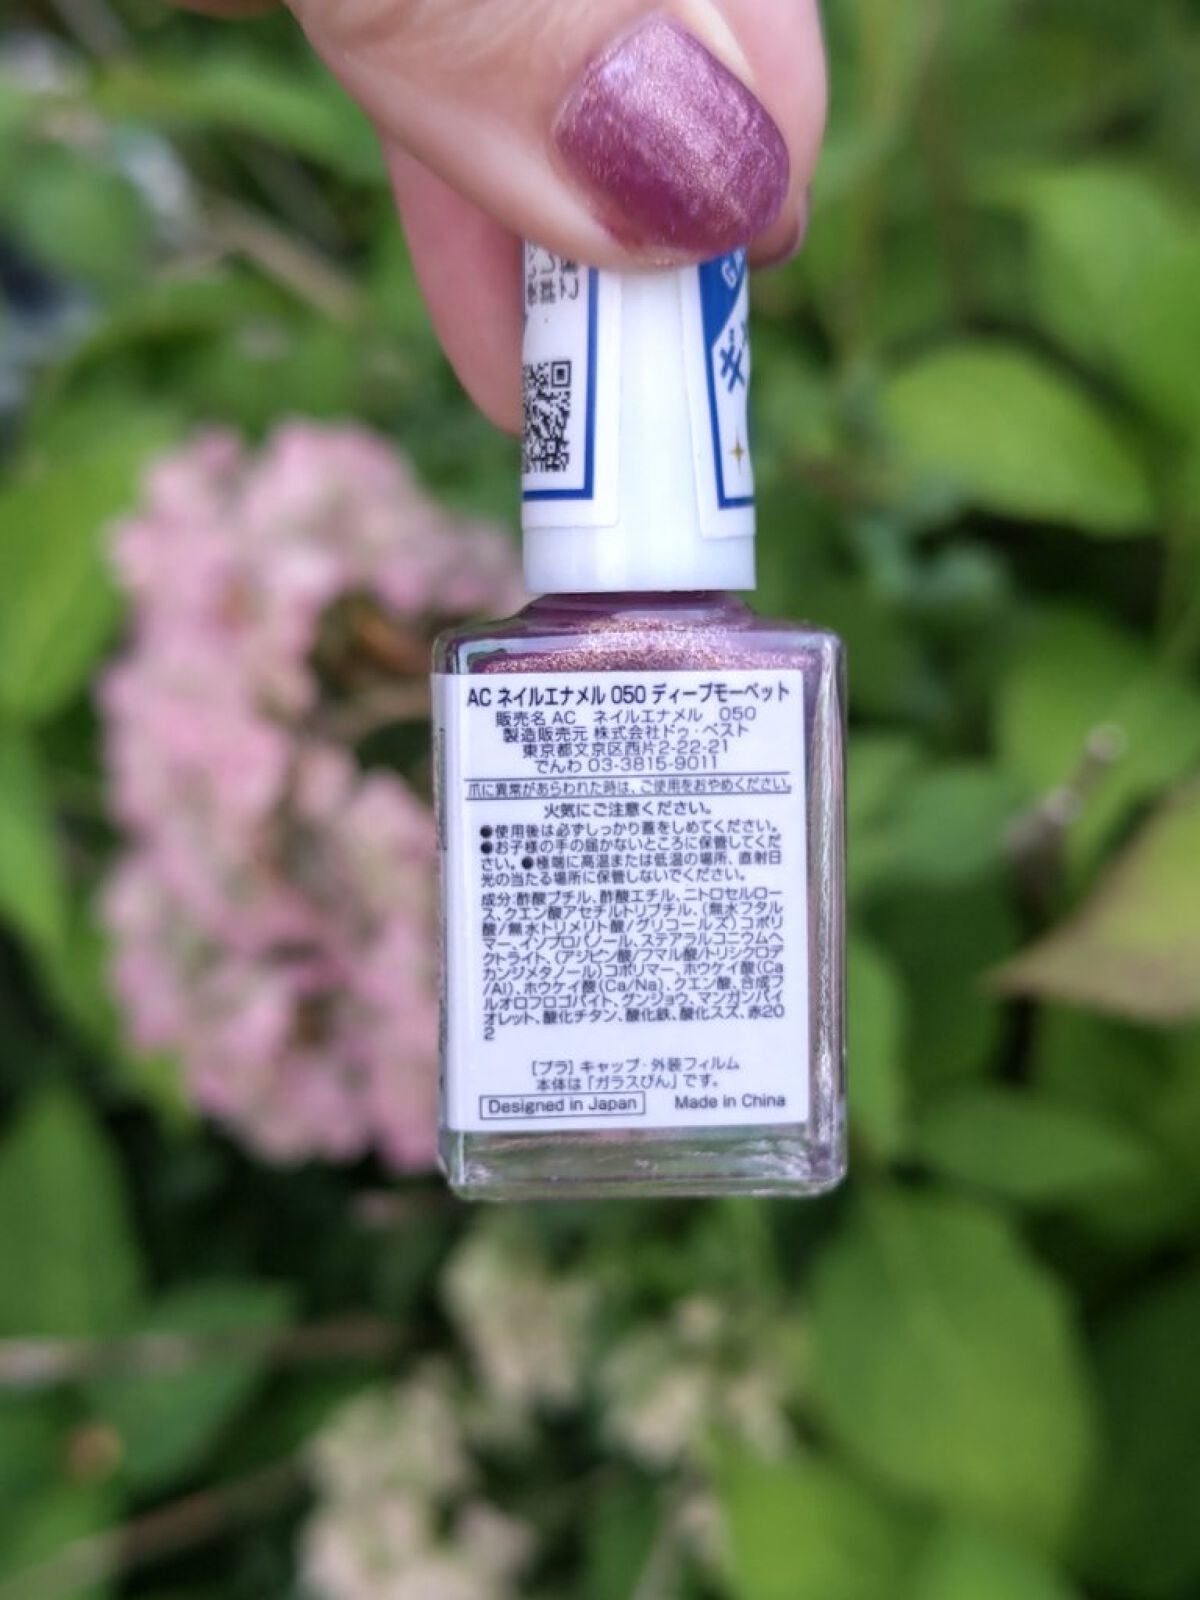 AC ネイルエナメル 050 ディープモーベット
販売名 AC ネイルエナメル 050
製造販売元 株式会社ドゥ・ベスト
東京都文京区西片2-22-21
でんわ 03-3815-9011
爪に異常があらわれた時は、ご使用をおやめください。
火気にご注意ください。
●使用後は必ずしっかり蓋をしめてください。
●お子様の手の届かないところに保管してくだ
さい。●極端に高温または低温の場所、直射日
光の当たる場所に保管しないでください。
成分:酢酸ブチル、酢酸エチル、ニトロセルロー
ス、クエン酸アセチルトリブチル、(無水フタル
酸/無水トリメリト酸/グリコールズ)コポリ
マー、イソプロパノール、ステアラルコニウムヘ
クトライト、(アジピン酸/フマル酸/トリシクロデ
カンジメタノール)コポリマー、ホウケイ酸(Ca
/Al)、ホウケイ酸(Ca/Na)、クエン酸、合成フ
ルオロフロゴパイト、グンジョウ、マンガンバイ
オレット、酸化チタン、酸化鉄、酸化スズ、赤20
2
[プラ] キャップ・外装フィルム
本体は「ガラスびん」です。
Designed in Japan Made in China